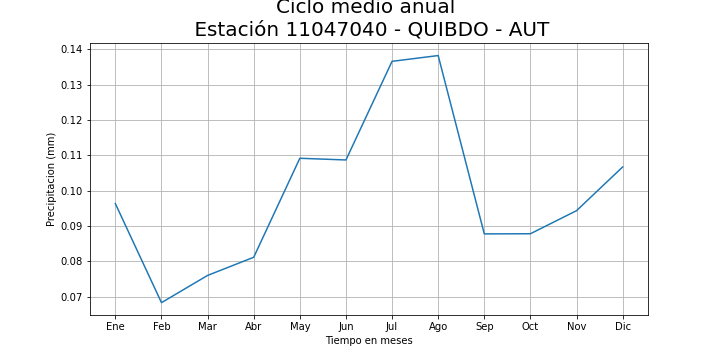 Ciclo medio anual
Estación 11047040 - QUIBDO - AUT
0.14
0.13
0.12
0.11
0.10
0.09
0.08
0.07
Precipitacion (mm)
Ene Feb Mar Abr May Jun Jul Ago Sep Oct Nov Dic
Tiempo en meses